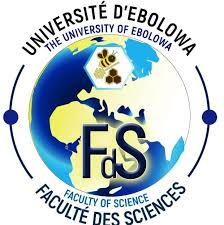 UNIVERSITÉ D'EBOLOWA
THE UNIVERSITY OF EBOLOWA
FdS
FACULTY OF SCIENCE
FACULTÉ DES SCIENCES